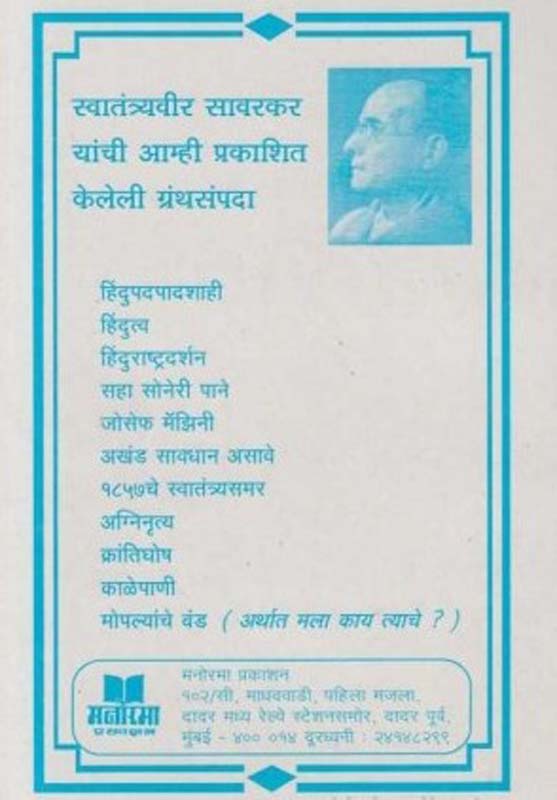 स्वातंत्र्यवीर सावरकर
यांची आम्ही प्रकाशित
केलेली ग्रंथसंपदा
हिंदुपदपादशाही
हिंदुत्व
हिंदुराष्ट्रदर्शन
सहा सोनेरी पाने
जोसेफ मॅझिनी
अखंड सावधान असावे
१८५७चे स्वातंत्र्यसमर
अग्निनृत्य
क्रांतिघोष
काळेपाणी
मोपल्यांचे बंड ( अर्थात मला काय त्याचे ? )
मनोरमा
प्रकाशन
मनोरमा प्रकाशन
१०२/सी, माधववाडी, पहिला मजला,
दादर मध्य रेल्वे स्टेशनसमोर, दादर पूर्व,
मुंबई - ४०० ०१४ दूरध्वनी : २४१४८२९९